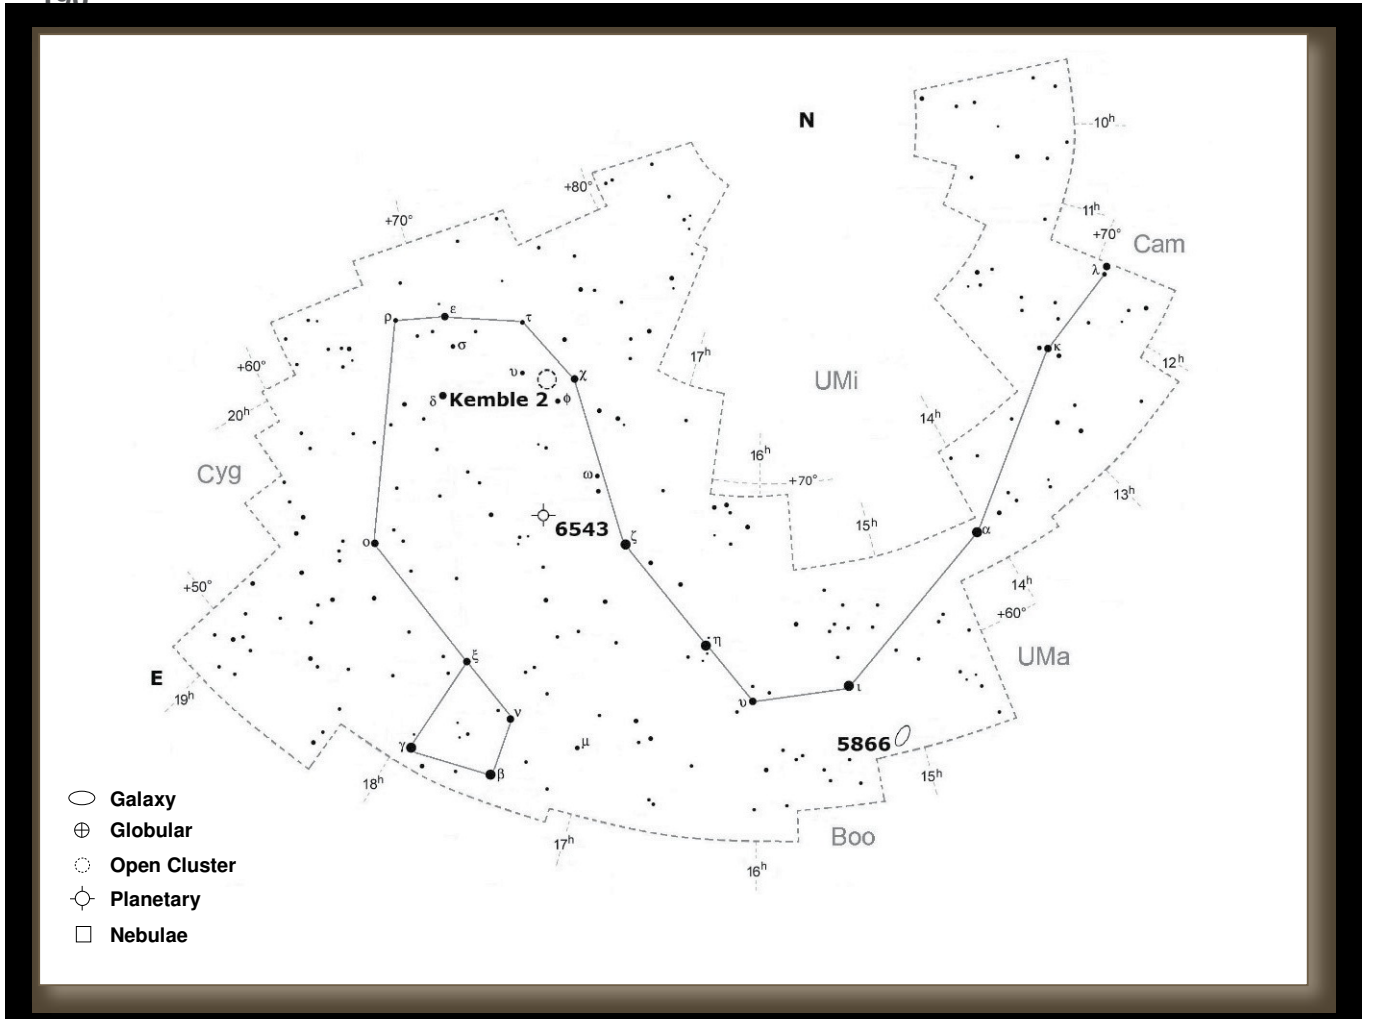 N
10h
+80°
11h
+70°
+70°
Cam
λ
ρ
ε
τ
σ
κ
17h
+60°
12h
υ
χ
UMi
δ
Kemble 2
φ
20h
14h
16h
Cyg
ω
+70°
13h
6543
15h
ζ
α
ο
+50°
14h
+60°
η
ξ
UMa
E
ι
19h
υ
ν
γ
μ
5866
β
18h
15h
Galaxy
Globular
Boo
17h
Open Cluster
16h
Planetary
Nebulae